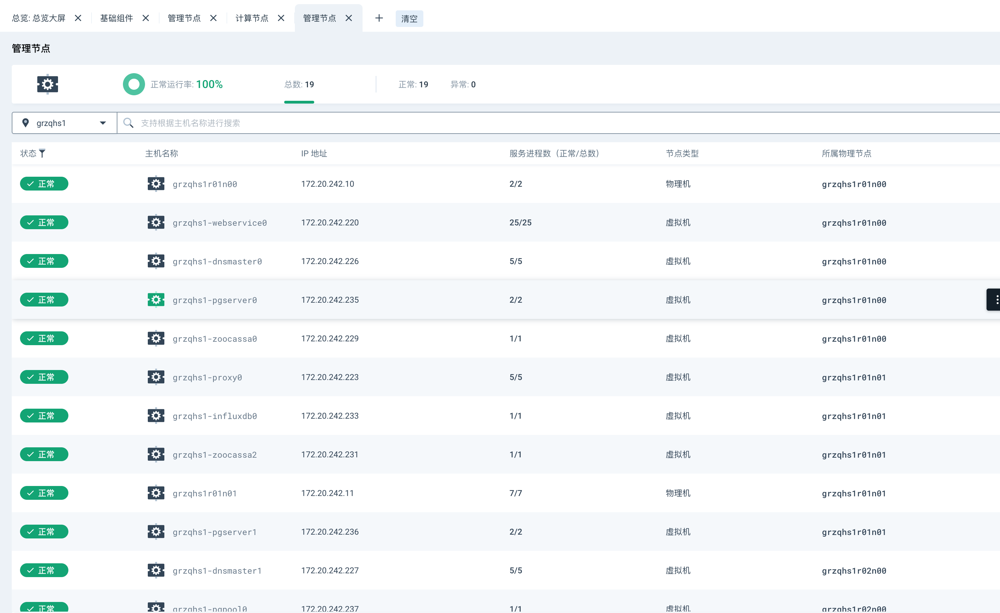 总览: 总览大屏 基础组件 管理节点 计算节点 管理节点 清空
管理节点
正常运行率: 100% 总数: 19 正常: 19 异常: 0
grzqhs1 支持根据主机名称进行搜索
状态 主机名称 IP 地址 服务进程数（正常/总数） 节点类型 所属物理节点
正常 grzqhs1r01n00 172.20.242.10 2/2 物理机 grzqhs1r01n00
正常 grzqhs1-webservice0 172.20.242.220 25/25 虚拟机 grzqhs1r01n00
正常 grzqhs1-dnsmaster0 172.20.242.226 5/5 虚拟机 grzqhs1r01n00
正常 grzqhs1-pgserver0 172.20.242.235 2/2 虚拟机 grzqhs1r01n00
正常 grzqhs1-zoocassa0 172.20.242.229 1/1 虚拟机 grzqhs1r01n00
正常 grzqhs1-proxy0 172.20.242.223 5/5 虚拟机 grzqhs1r01n01
正常 grzqhs1-influxdb0 172.20.242.233 1/1 虚拟机 grzqhs1r01n01
正常 grzqhs1-zoocassa2 172.20.242.231 1/1 虚拟机 grzqhs1r01n01
正常 grzqhs1r01n01 172.20.242.11 7/7 物理机 grzqhs1r01n01
正常 grzqhs1-pgserver1 172.20.242.236 2/2 虚拟机 grzqhs1r01n01
正常 grzqhs1-dnsmaster1 172.20.242.227 5/5 虚拟机 grzqhs1r02n00
正常 grzqhs1-pgpool0 172.20.242.237 1/1 虚拟机 grzqhs1r02n00